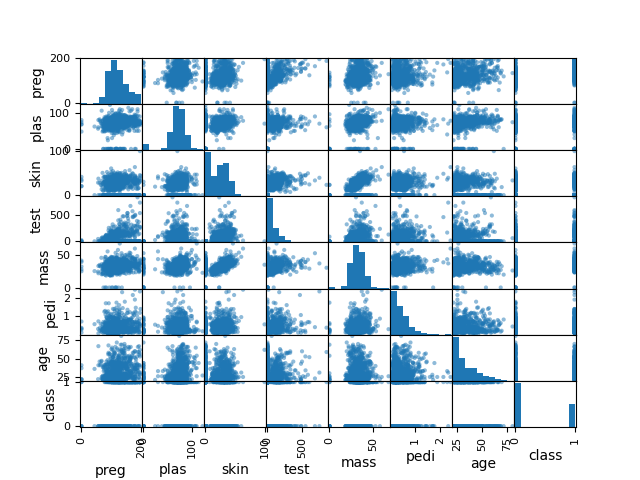 200
preg
0
100
plas
0
100
skin
0
500
test
0
50
mass
0
2
pedi
1
75
age
50
25
1
class
0
0 200 0 100 0 100 0 500 0 50 1 2 25 50 75 0 1
preg plas skin test mass pedi age class